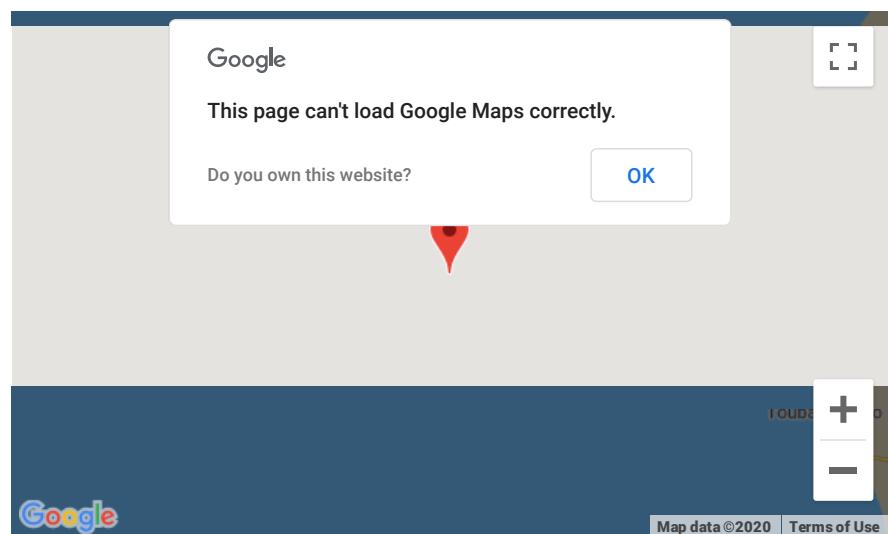 Google
This page can't load Google Maps correctly.
Do you own this website?
OK
Google
Map data ©2020
Terms of Use